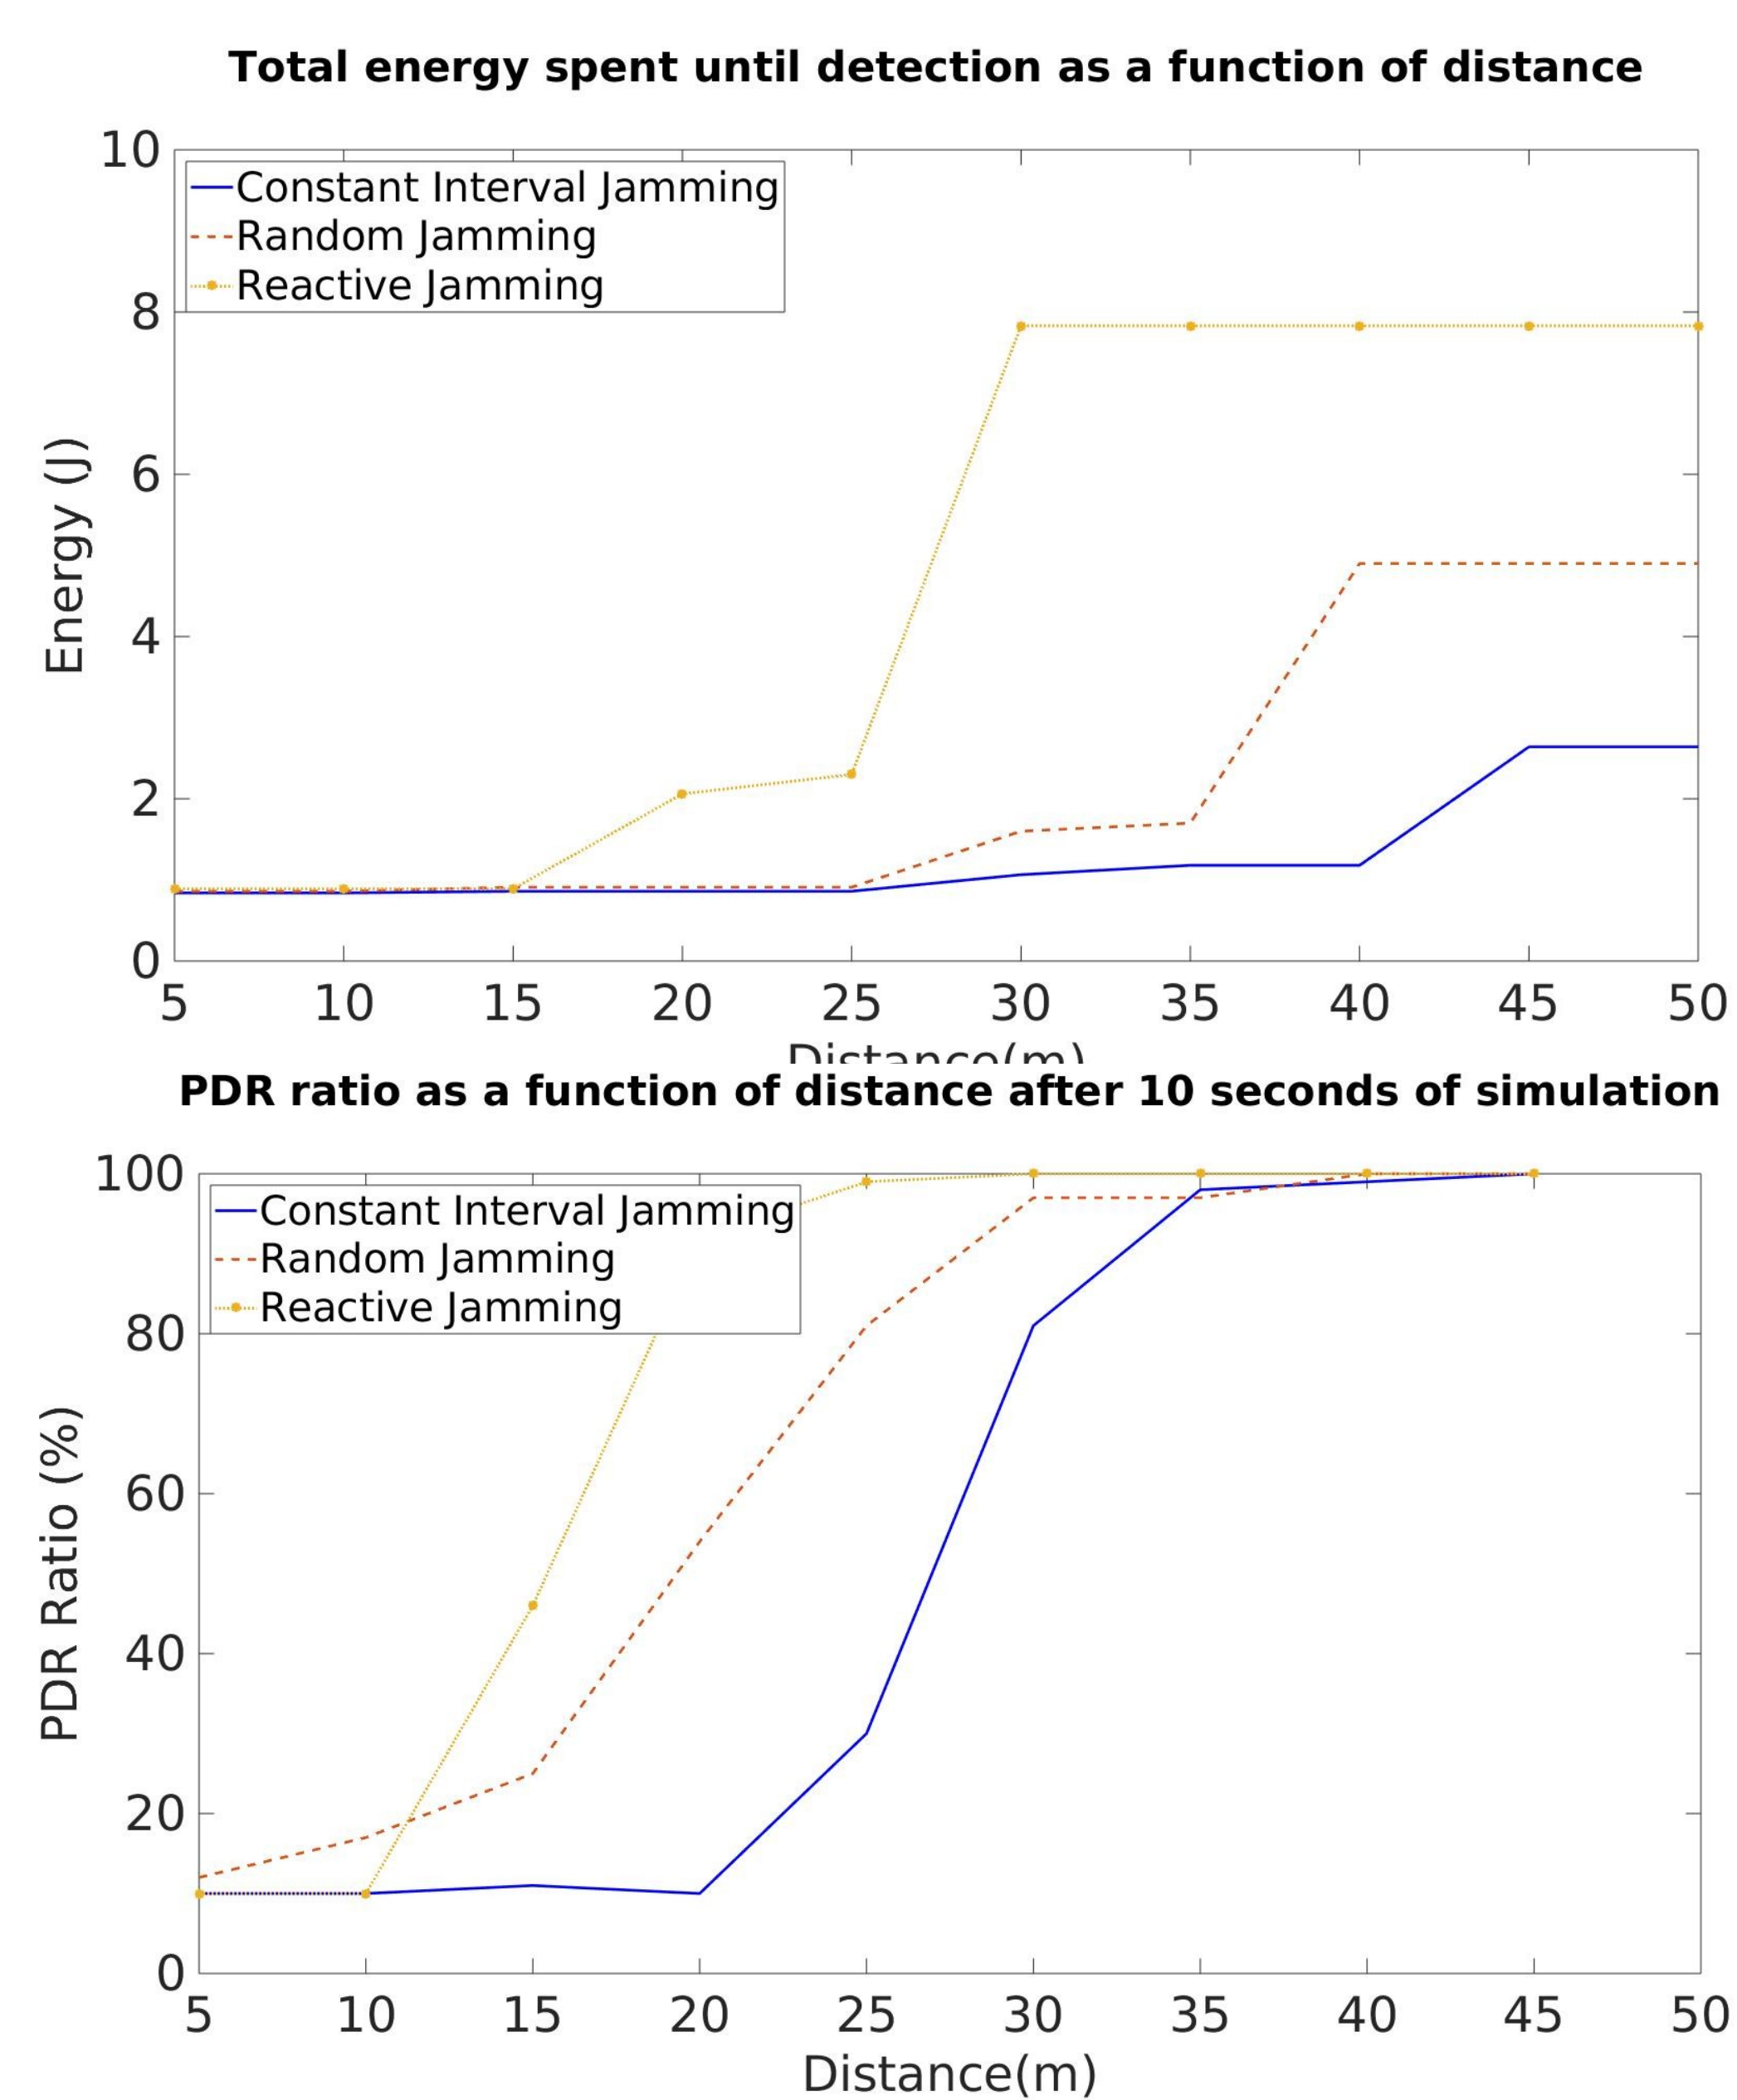 Total energy spent until detection as a function of distance
10
8
6
4
2
0
Energy (J)
Constant Interval Jamming
Random Jamming
Reactive Jamming
5 10 15 20 25 30 35 40 45 50
Distance(m)
PDR ratio as a function of distance after 10 seconds of simulation
100
80
60
40
20
0
PDR Ratio (%)
Constant Interval Jamming
Random Jamming
Reactive Jamming
5 10 15 20 25 30 35 40 45 50
Distance(m)